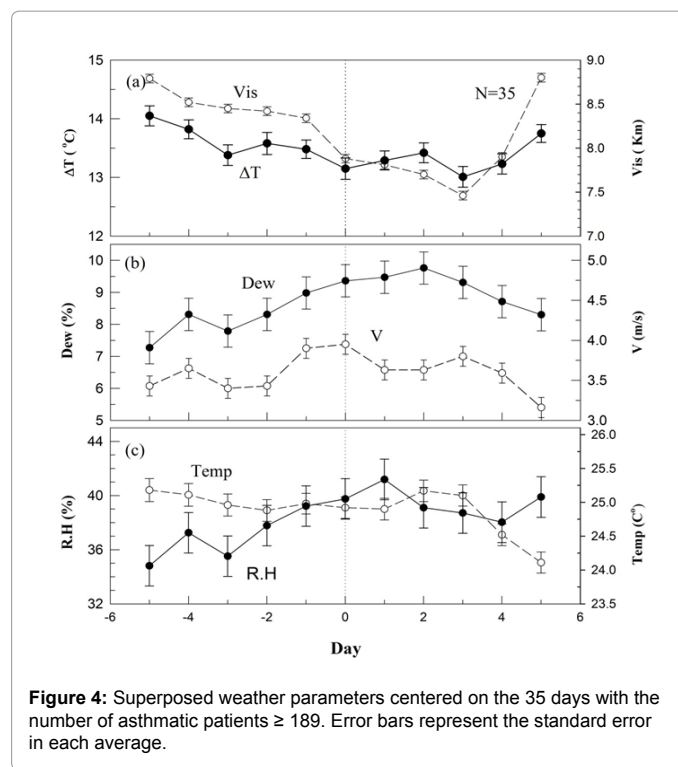 15
14
13
12
ΔT ( °C)
(a)
Vis
ΔT
N=35
9.0
8.5
8.0
7.5
7.0
Vis ( Km)
10
9
8
7
6
5
Dew (%)
(b)
Dew
V
5.0
4.5
4.0
3.5
3.0
V (m/s)
44
40
36
32
R.H (%)
(c)
Temp
R.H
26.0
25.5
25.0
24.5
24.0
23.5
Temp (C°)
-6 -4 -2 0 2 4 6
Day
Figure 4: Superposed weather parameters centered on the 35 days with the
number of asthmatic patients ≥ 189. Error bars represent the standard error
in each average.